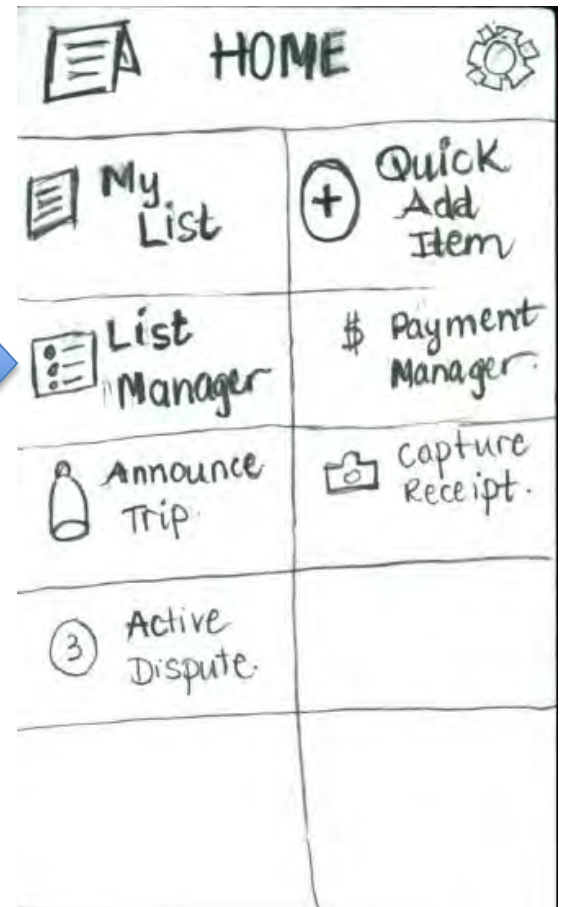 HOME
My
List
+
Quick
Add
Item
List
Manager
$ Payment
Manager.
Announce
Trip.
Capture
Receipt.
3
Active
Dispute.